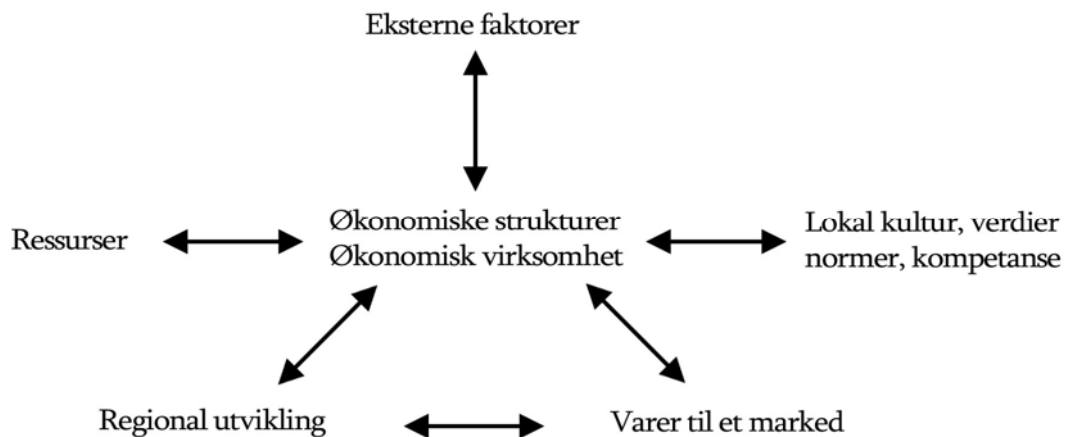 Eksterne faktorer
Ressurser
Økonomiske strukturer
Økonomisk virksomhet
Lokal kultur, verdier
normer, kompetanse
Regional utvikling
Varer til et marked